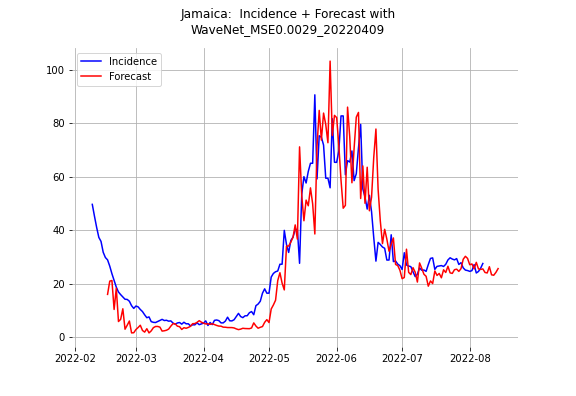 Jamaica:  Incidence + Forecast with
WaveNet_MSE0.0029_20220409
Incidence
Forecast
100
80
60
40
20
0
2022-02 2022-03 2022-04 2022-05 2022-06 2022-07 2022-08